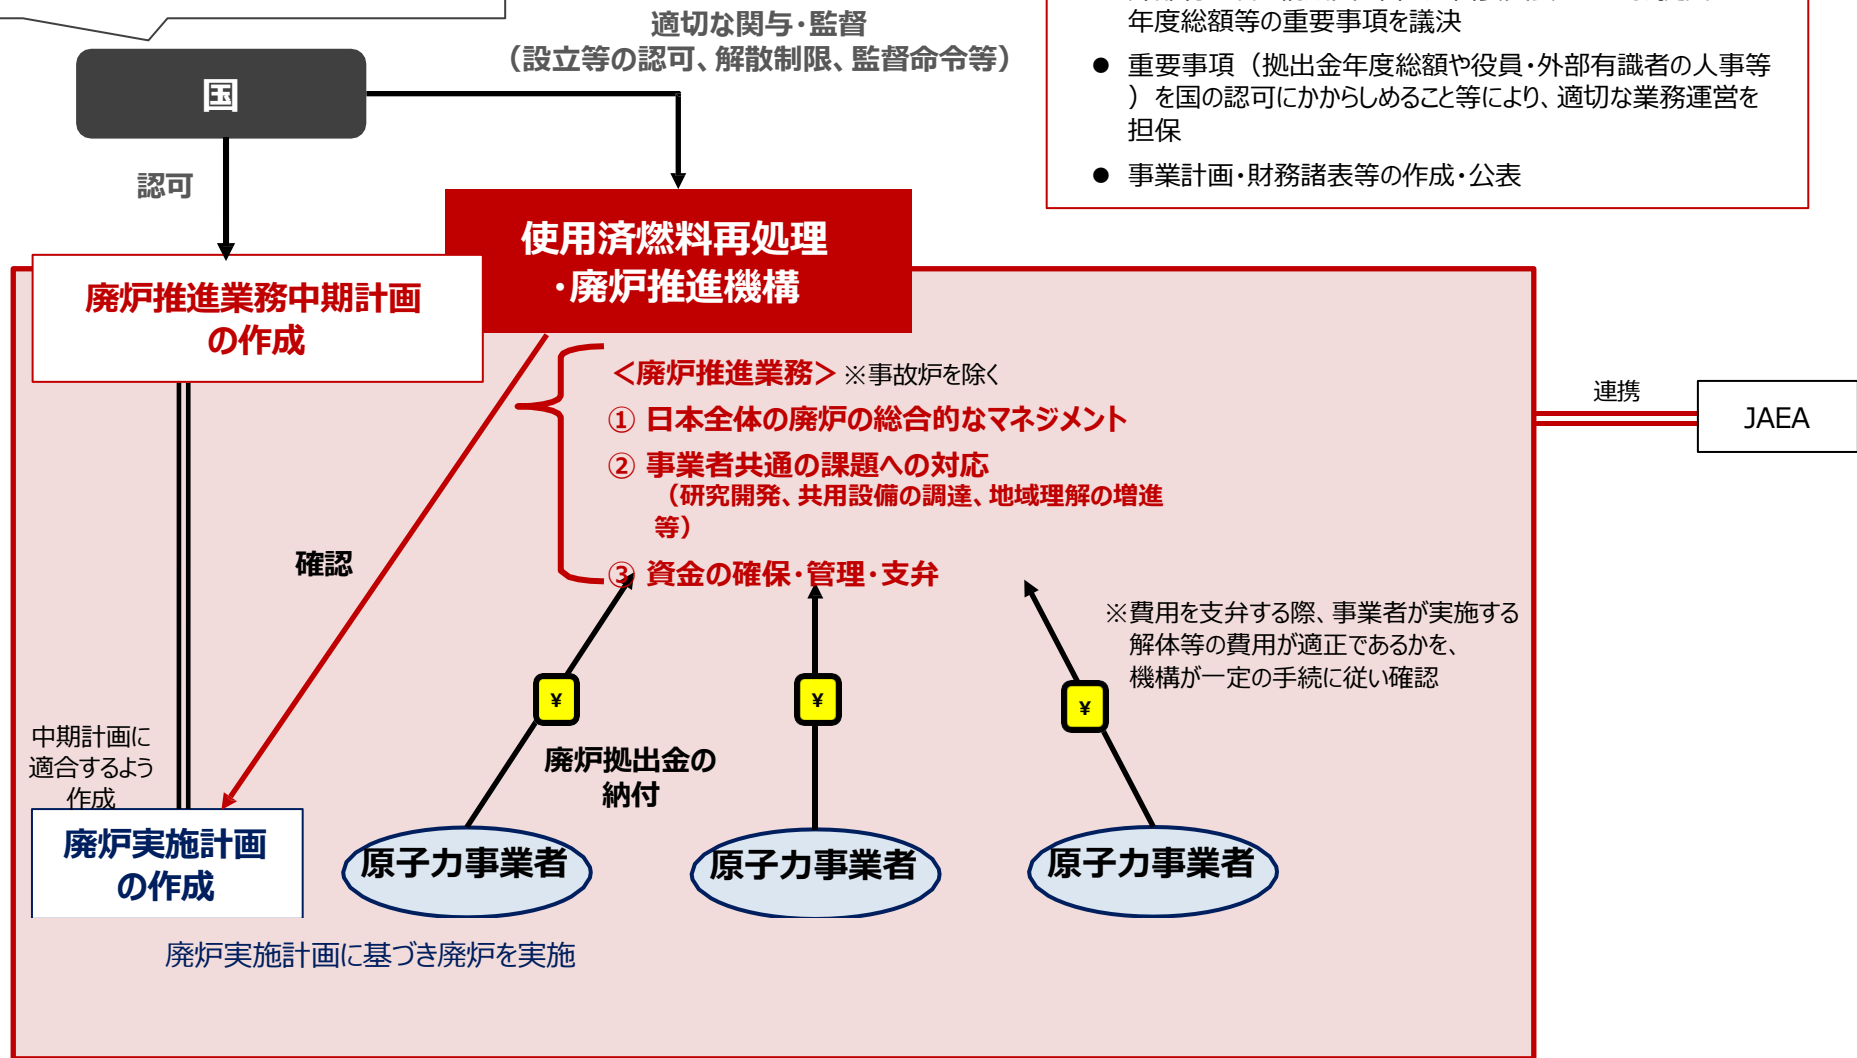 適切な関与・監督
（設立等の認可、解散制限、監督命令等）
年度総額等の重要事項を議決
● 重要事項（拠出金年度総額や役員・外部有識者の人事等
）を国の認可にかからしめること等により、適切な業務運営を
担保
● 事業計画・財務諸表等の作成・公表
国
認可
使用済燃料再処理
・廃炉推進機構
廃炉推進業務中期計画
の作成
＜廃炉推進業務＞※事故炉を除く
① 日本全体の廃炉の総合的なマネジメント
② 事業者共通の課題への対応
（研究開発、共用設備の調達、地域理解の増進
等）
③ 資金の確保・管理・支弁
連携
JAEA
確認
※費用を支弁する際、事業者が実施する
解体等の費用が適正であるかを、
機構が一定の手続に従い確認
¥
¥
¥
廃炉拠出金の
納付
中期計画に
適合するよう
作成
廃炉実施計画
の作成
原子力事業者
原子力事業者
原子力事業者
廃炉実施計画に基づき廃炉を実施